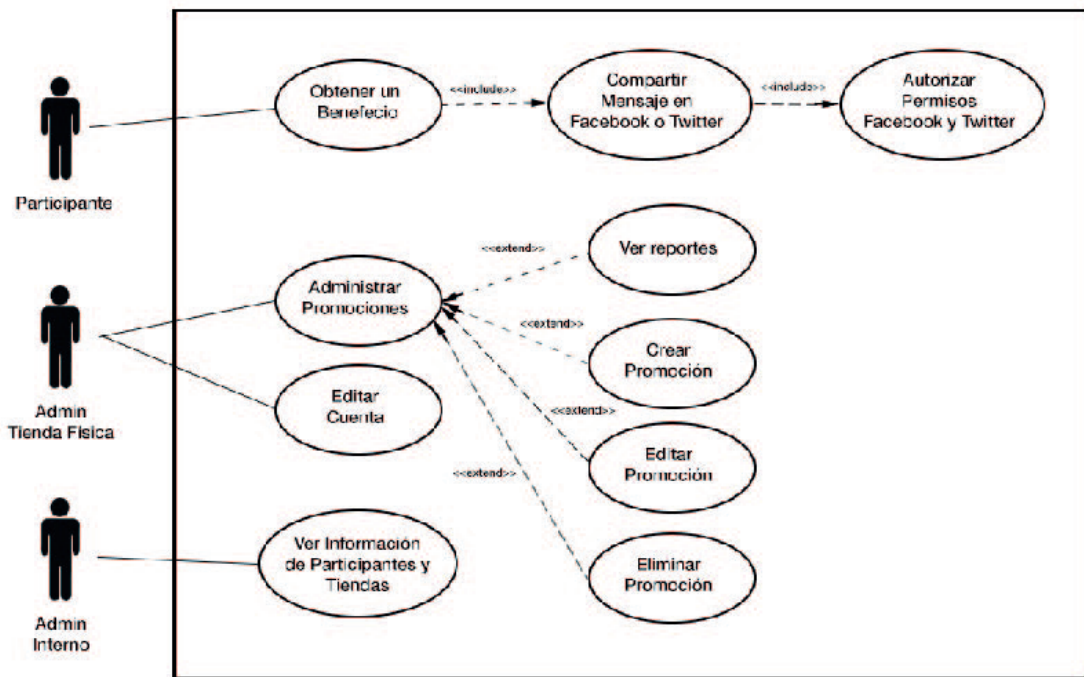 Obtener un
Benefecio
<<include>>
Compartir
Mensaje en
Facebook o Twitter
<<include>>
Autorizar
Permisos
Facebook y Twitter
Participante
Administrar
Promociones
<<extend>>
Ver reportes
<<extend>>
Crear
Promoción
Admin
Tienda Física
Editar
Cuenta
<<extend>>
Editar
Promoción
<<extend>>
Ver Información
de Participantes y
Tiendas
Eliminar
Promoción
Admin
Interno